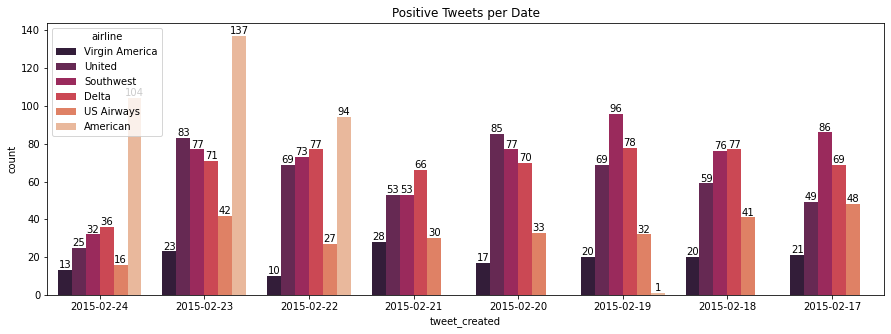 Positive Tweets per Date
airline
Virgin America
United
Southwest
Delta
US Airways
American
count
140
120
100
80
60
40
20
0
13 25 32 36 16 104
23 83 77 71 42 137
10 69 73 77 27 94
28 53 53 66 30
17 85 77 70 33
20 69 96 78 32 1
20 59 76 77 41
21 49 86 69 48
2015-02-24 2015-02-23 2015-02-22 2015-02-21 2015-02-20 2015-02-19 2015-02-18 2015-02-17
tweet_created